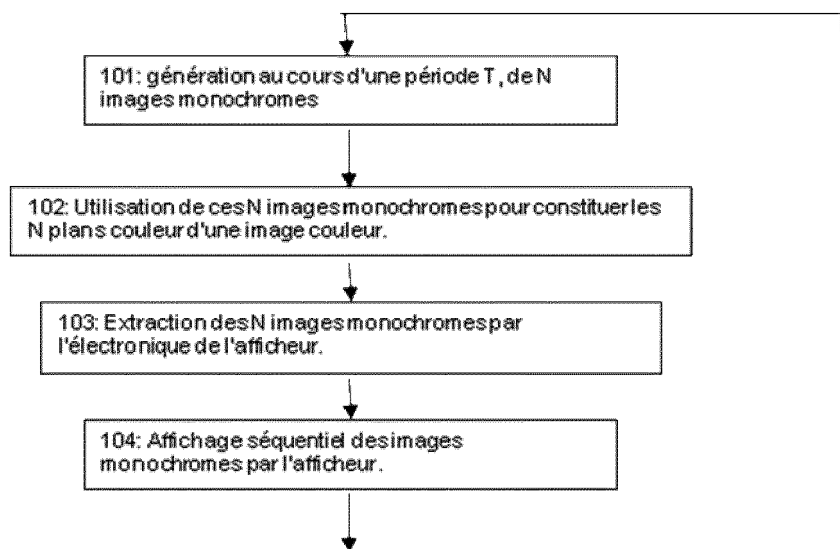 101: génération au cours d'une période T, de N
images monochromes
102: Utilisation de ces N images monochromes pour constituer les
N plans couleur d'une image couleur.
103: Extraction des N images monochromes par
l'électronique de l'afficheur.
104: Affichage séquentiel des images
monochromes par l'afficheur.